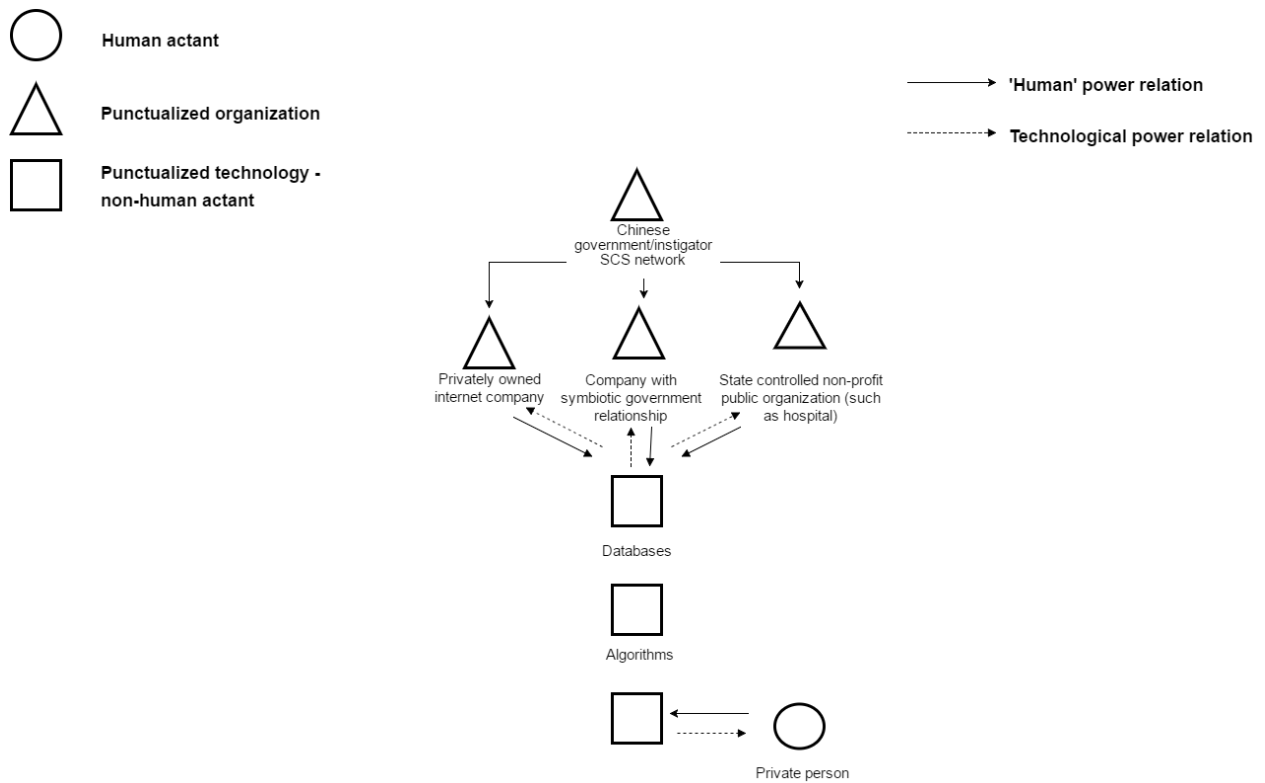 Human actant
Punctualized organization
Punctualized technology -
non-human actant
'Human' power relation
Technological power relation
Chinese
government/instigator
SCS network
Privately owned
internet company
Company with
symbiotic government
relationship
State controlled non-profit
public organization (such
as hospital)
Databases
Algorithms
Private person